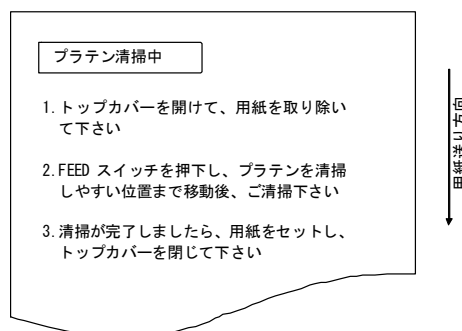 プラテン清掃中
1.トップカバーを開けて、用紙を取り除い
て下さい
2.FEED スイッチを押下し、プラテンを清掃
しやすい位置まで移動後、ご清掃下さい
3.清掃が完了しましたら、用紙をセットし、
トップカバーを閉じて下さい